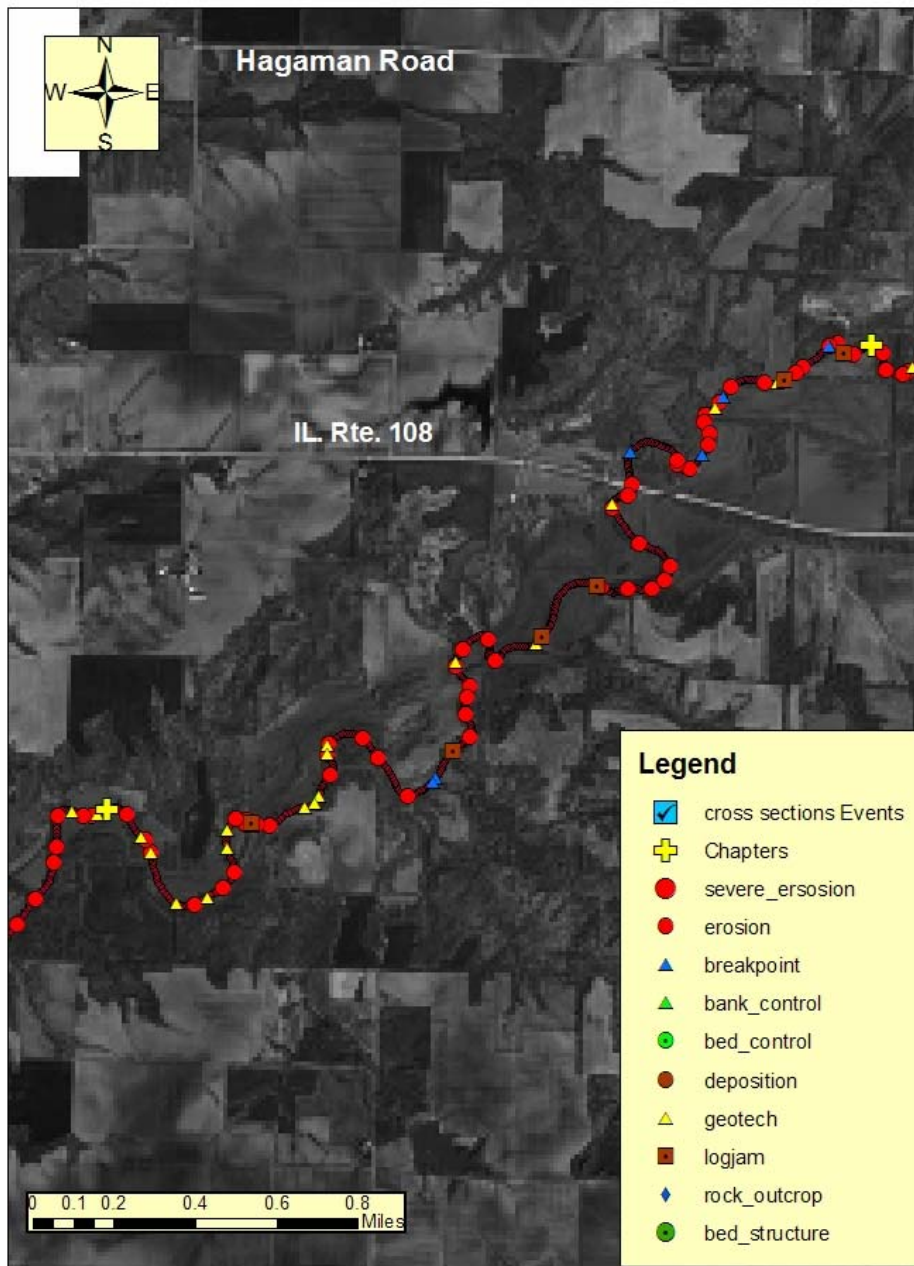 N
W E
S
Hagaman Road
IL. Rte. 108
Legend
cross sections Events
Chapters
severe_ersosion
erosion
breakpoint
bank_control
bed_control
deposition
geotech
logjam
rock_outcrop
bed_structure
0 0.1 0.2 0.4 0.6 0.8
Miles